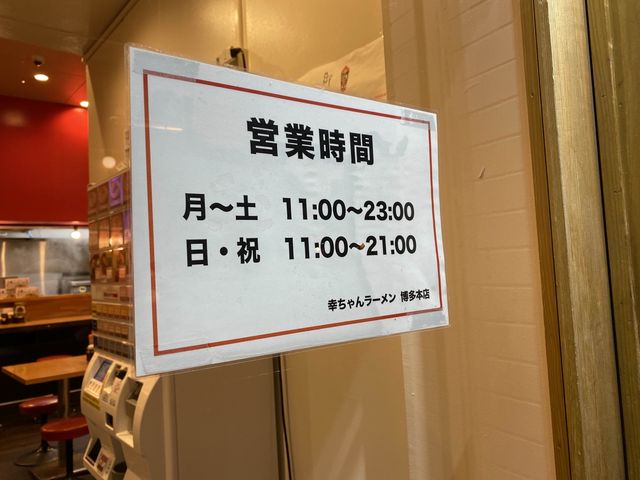 営業時間
月～土　11:00～23:00
日・祝　11:00～21:00
幸ちゃんラーメン 博多本店